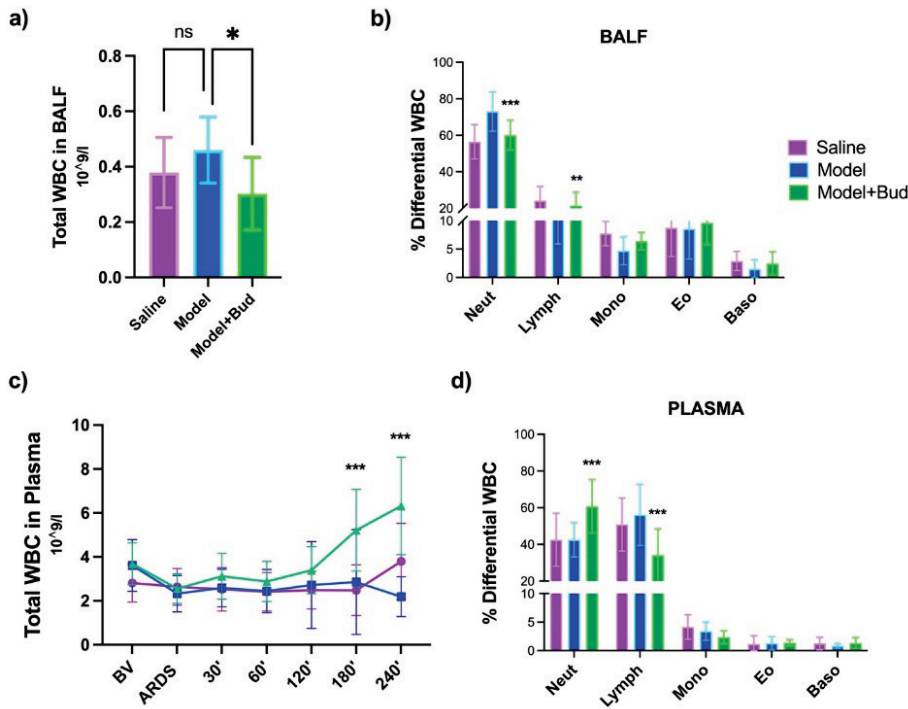 a)
ns
*
Total WBC in BALF
10^9/l
0.8
0.6
0.4
0.2
0.0
Saline
Model
Model+Bud
b)
BALF
% Differential WBC
100
80
60
40
20
10
5
0
***
**
Neut
Lymph
Mono
Eo
Baso
Saline
Model
Model+Bud
c)
Total WBC in Plasma
10^9/l
10
8
6
4
2
0
***
***
BV
ARDS
30'
60'
120'
180'
240'
d)
PLASMA
% Differential WBC
100
80
60
40
20
10
5
0
***
***
Neut
Lymph
Mono
Eo
Baso